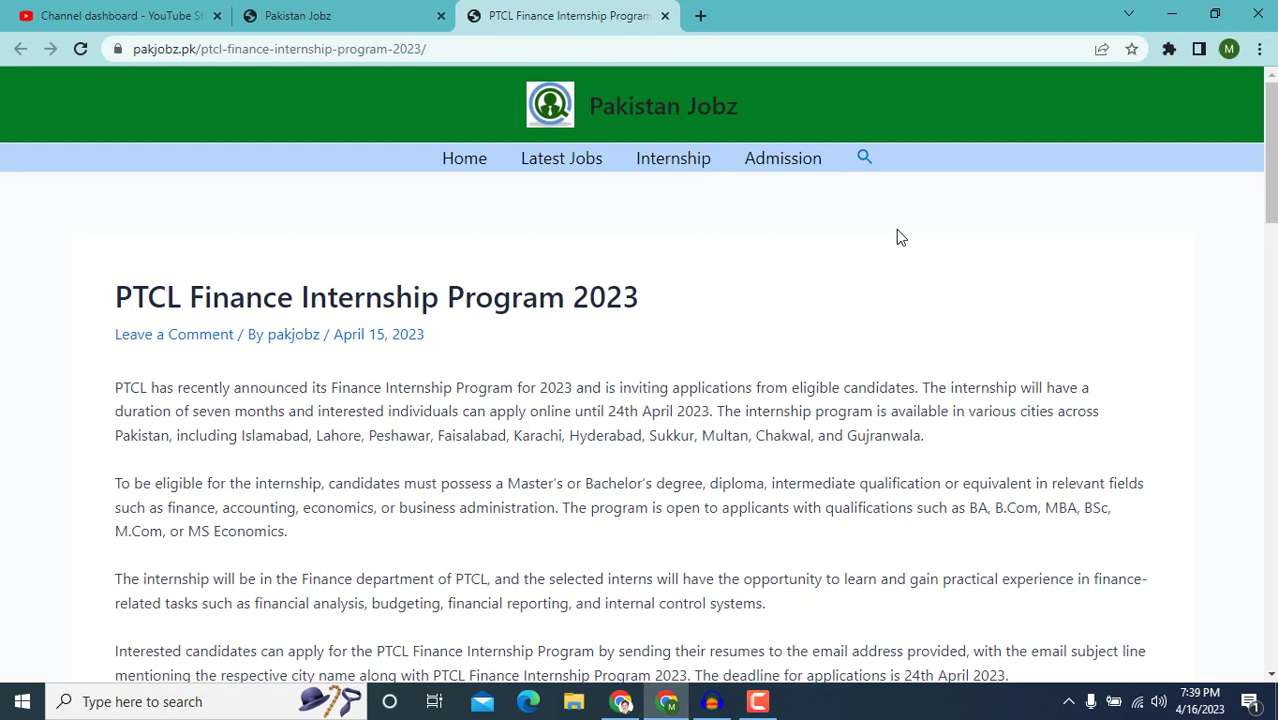 Channel dashboard - YouTube St
Pakistan Jobz
PTCL Finance Internship Program
pakjobz.pk/ptcl-finance-internship-program-2023/
M
Pakistan Jobz
Home Latest Jobs Internship Admission
PTCL Finance Internship Program 2023
Leave a Comment / By pakjobz / April 15, 2023
PTCL has recently announced its Finance Internship Program for 2023 and is inviting applications from eligible candidates. The internship will have a
duration of seven months and interested individuals can apply online until 24th April 2023. The internship program is available in various cities across
Pakistan, including Islamabad, Lahore, Peshawar, Faisalabad, Karachi, Hyderabad, Sukkur, Multan, Chakwal, and Gujranwala.
To be eligible for the internship, candidates must possess a Master's or Bachelor's degree, diploma, intermediate qualification or equivalent in relevant fields
such as finance, accounting, economics, or business administration. The program is open to applicants with qualifications such as BA, B.Com, MBA, BSc,
M.Com, or MS Economics.
The internship will be in the Finance department of PTCL, and the selected interns will have the opportunity to learn and gain practical experience in finance-
related tasks such as financial analysis, budgeting, financial reporting, and internal control systems.
Interested candidates can apply for the PTCL Finance Internship Program by sending their resumes to the email address provided, with the email subject line
mentioning the respective city name along with PTCL Finance Internship Program 2023. The deadline for applications is 24th April 2023.
Type here to search
7:39 PM
4/16/2023
1